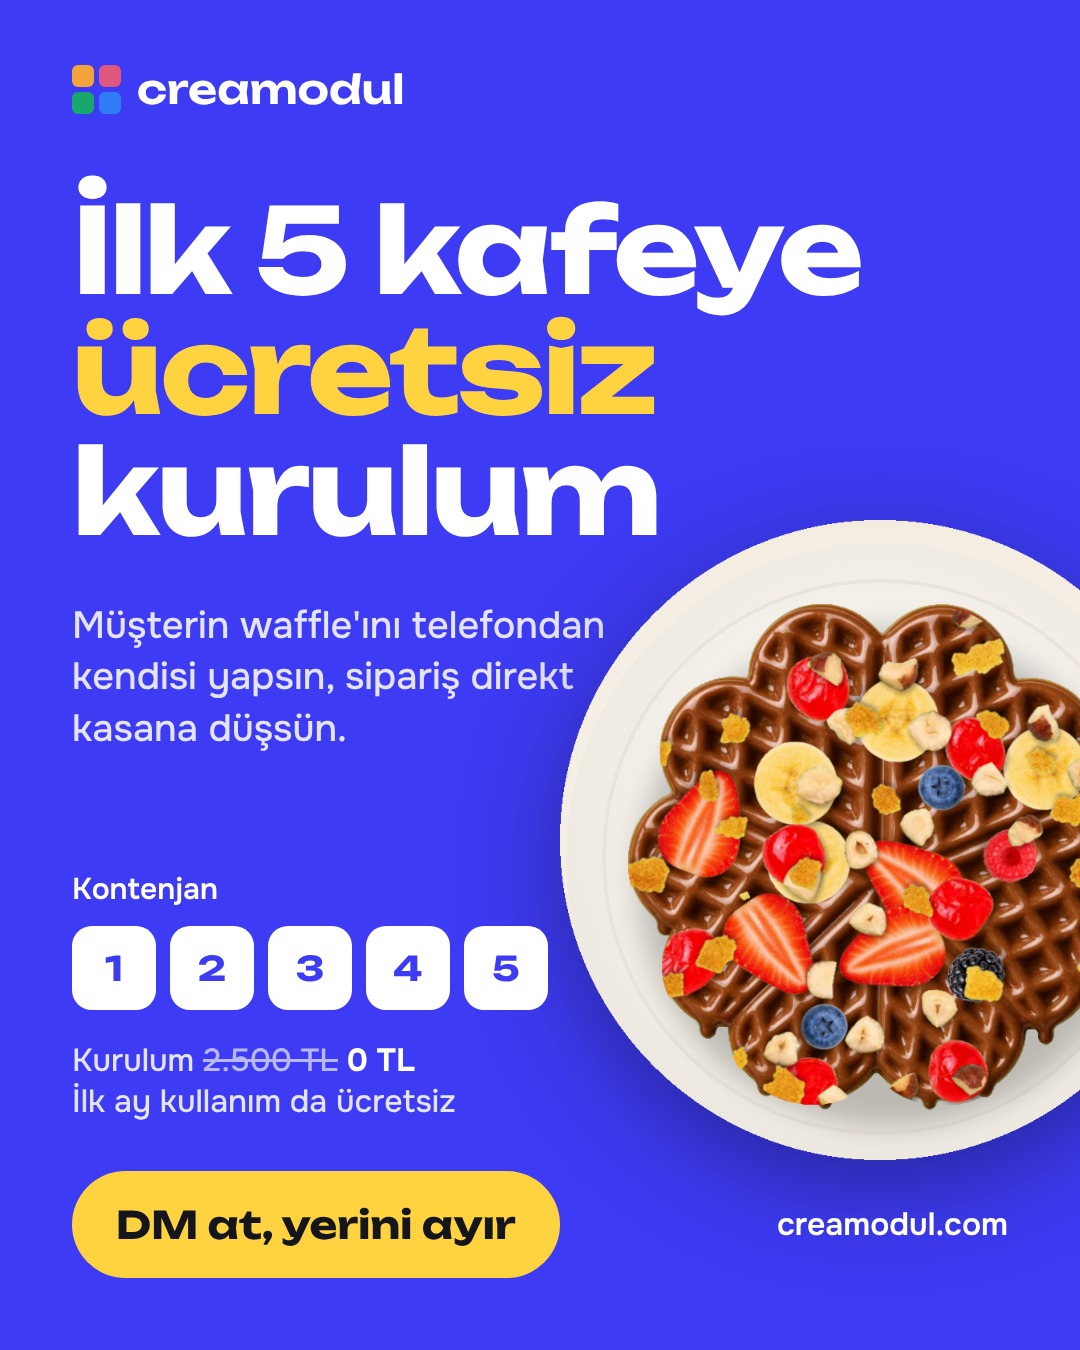 creamodul
İlk 5 kafeye
ücretsiz
kurulum
Müşterin waffle'ını telefondan
kendisi yapsın, sipariş direkt
kasana düşsün.
Kontenjan
1 2 3 4 5
Kurulum 2.500 TL 0 TL
İlk ay kullanım da ücretsiz
DM at, yerini ayır
creamodul.com